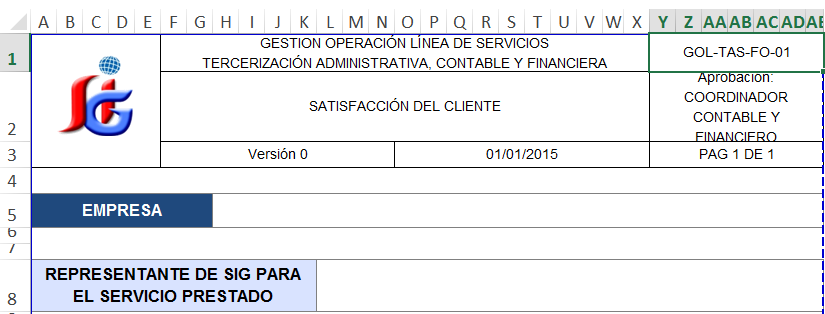 A B C D E F G H I J K L M N O P Q R S T U V W X Y Z AA AB AC AD AE
1 GESTION OPERACIÓN LÍNEA DE SERVICIOS
TERCERIZACIÓN ADMINISTRATIVA, CONTABLE Y FINANCIERA
GOL-TAS-FO-01
2 SATISFACCIÓN DEL CLIENTE
Aprobación:
COORDINADOR
CONTABLE Y
FINANCIERO
3 Versión 0 01/01/2015 PAG 1 DE 1
4
5 EMPRESA
6
7
8 REPRESENTANTE DE SIG PARA
EL SERVICIO PRESTADO